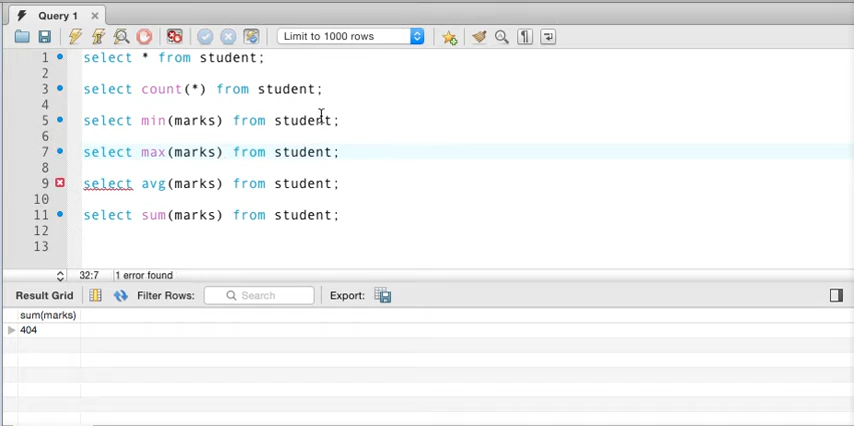 Query 1
Limit to 1000 rows
1 select * from student;
2
3 select count(*) from student;
4
5 select min(marks) from student;
6
7 select max(marks) from student;
8
9 select avg(marks) from student;
10
11 select sum(marks) from student;
12
13
32:7 1 error found
Result Grid Filter Rows: Search Export:
sum(marks)
404